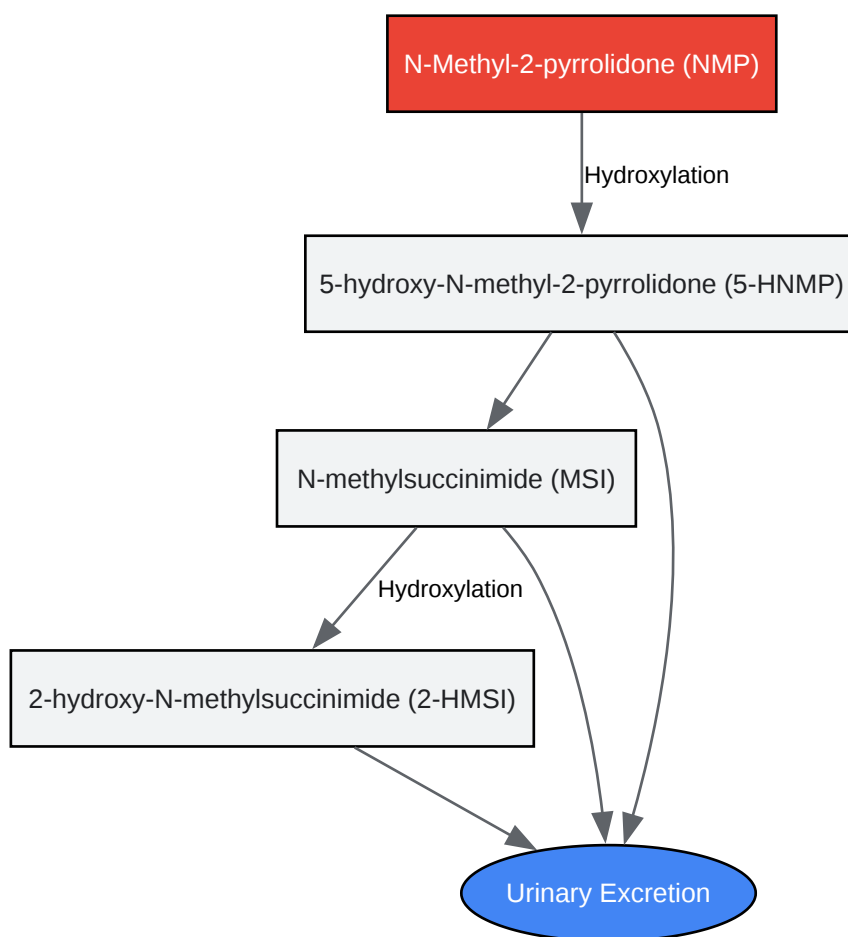 N-Methyl-2-pyrrolidone (NMP)
Hydroxylation
5-hydroxy-N-methyl-2-pyrrolidone (5-HNMP)
N-methylsuccinimide (MSI)
Hydroxylation
2-hydroxy-N-methylsuccinimide (2-HMSI)
Urinary Excretion